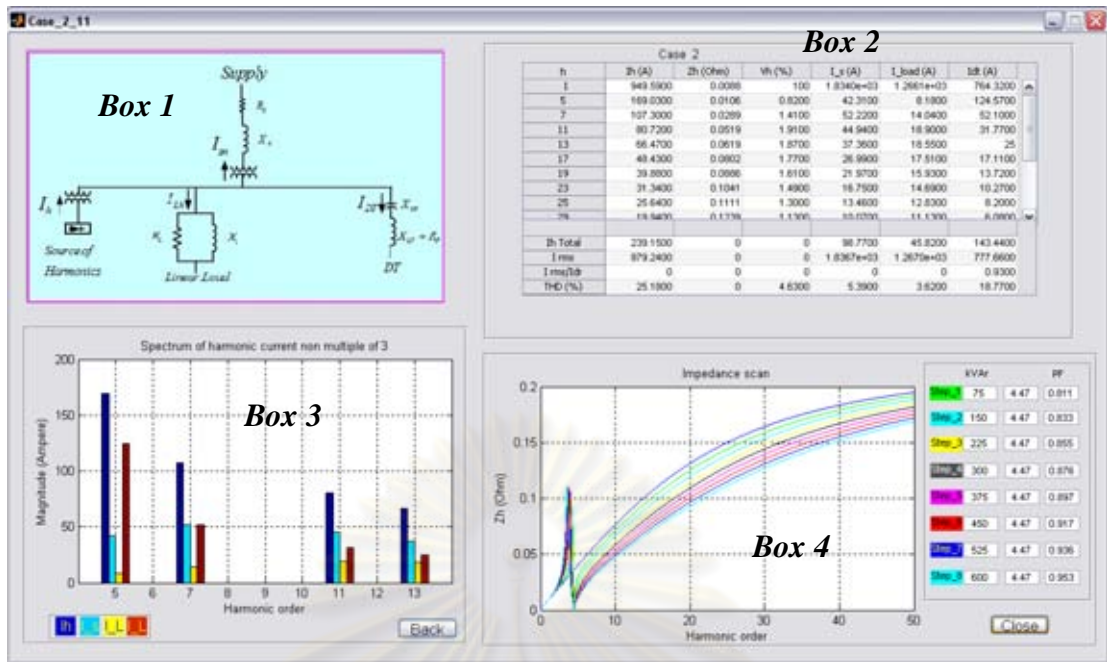 Case_2_11
Box 1
Supply
Sources of
Harmonics
Linear Load
DT
Box 2
Case 2
h Ih (A) Zh (Ohm) Vh (%) I_s (A) I_load (A) Idt (A)
1 949.5900 0.0088 100 1.8340e+03 1.2661e+03 764.3200
5 169.0300 0.0106 0.8200 42.3100 8.1800 124.5700
7 107.3000 0.0289 1.4100 52.2200 14.0400 52.1000
11 80.7200 0.0519 1.9100 44.9400 18.9000 31.7700
13 66.4700 0.0619 1.8700 37.3600 18.5500 25
17 48.4300 0.0802 1.7700 26.9900 17.5100 17.1100
19 39.8800 0.0886 1.6100 21.9700 15.9300 13.7200
23 31.3400 0.1041 1.4800 16.7500 14.6900 10.2700
25 25.6400 0.1111 1.3000 13.4600 12.8300 8.2000
Ih Total 239.1500 0 0 98.7700 45.8200 143.4400
I rms 979.2400 0 0 1.8367e+03 1.2670e+03 777.6600
I rms/Idt 0 0 0 0 0 0.9300
THD (%) 25.1800 0 4.6300 5.3900 3.6200 18.7700
Spectrum of harmonic current non multiple of 3
Box 3
Magnitude (Ampere)
200
150
100
50
0
5 6 7 8 9 10 11 12 13
Harmonic order
Ih I_L
Back
Impedance scan
Box 4
Zh (Ohm)
0.2
0.15
0.1
0.05
0
0 10 20 30 40 50
Harmonic order
kVAr PF
Step_1 75 4.47 0.811
Step_2 150 4.47 0.833
Step_3 225 4.47 0.855
Step_4 300 4.47 0.876
375 4.47 0.897
450 4.47 0.917
Step_7 525 4.47 0.936
Step_8 600 4.47 0.953
Close